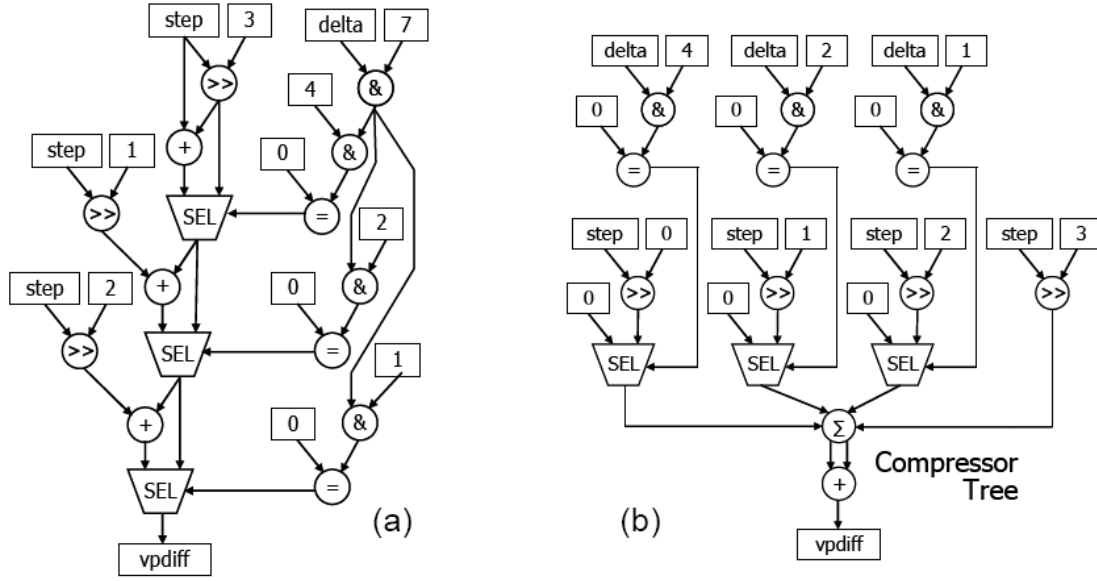 step 3 delta 7
>> &
4
+ &
step 1 0
>> SEL =
2
step 2 + 0 &
>> SEL =
1
+ 0 &
SEL =
(a)
vpdiff
delta 4 delta 2 delta 1
0 & 0 & 0 &
= = =
step 0 step 1 step 2 step 3
0 >> 0 >> 0 >> >>
SEL SEL SEL
Σ
Compressor
Tree
+
(b)
vpdiff